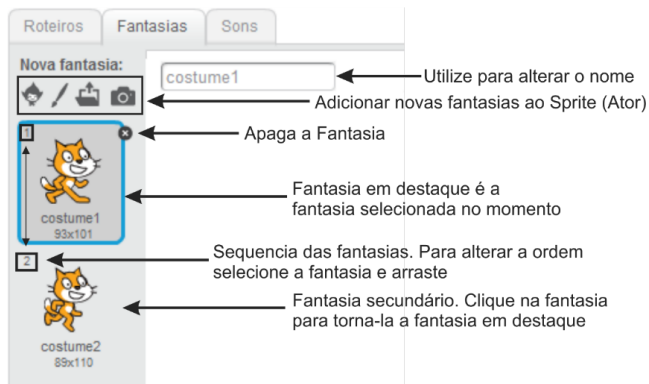 Roteiros Fantasias Sons
Nova fantasia:
costume1
Utilize para alterar o nome
Adicionar novas fantasias ao Sprite (Ator)
1
Apaga a Fantasia
Fantasia em destaque é a
fantasia selecionada no momento
costume1
93x101
2
Sequencia das fantasias. Para alterar a ordem
selecione a fantasia e arraste
Fantasia secundário. Clique na fantasia
para torna-la a fantasia em destaque
costume2
89x110